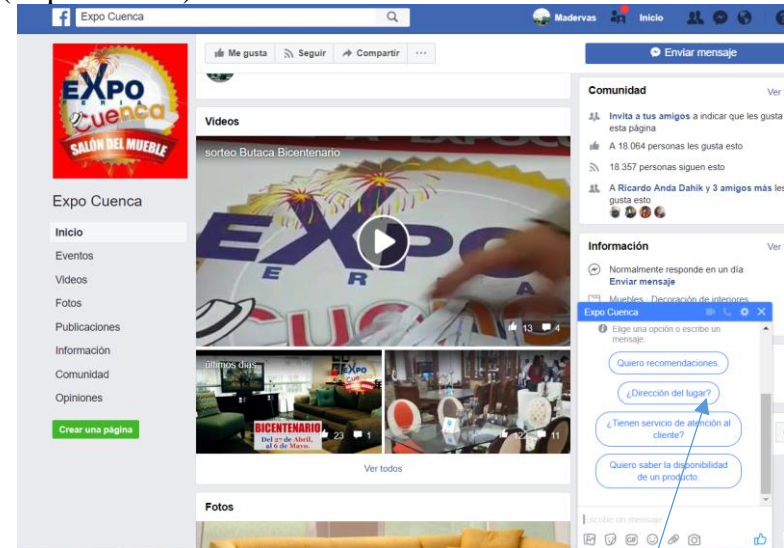 Expo Cuenca
Madervas
Inicio
EXPO
FERIA
Cuenca
SALÓN DEL MUEBLE
Expo Cuenca
Inicio
Eventos
Videos
Fotos
Publicaciones
Información
Comunidad
Opiniones
Crear una página
Me gusta
Seguir
Compartir
Videos
sorteo Butaca Bicentenario
EXPO
13
4
últimos días
EXPO
BICENTENARIO
Del 27 de Abril,
al 6 de Mayo.
23
1
122
11
Ver todos
Fotos
Enviar mensaje
Comunidad
Ver
Invita a tus amigos a indicar que les gusta
esta página
A 18.064 personas les gusta esto
18 357 personas siguen esto
A Ricardo Anda Dahik y 3 amigos más les
gusta esto
Información
Ver
Normalmente responde en un día
Enviar mensaje
Muebles · Decoración de interiores
Expo Cuenca
Elige una opción o escribe un
mensaje.
Quiero recomendaciones
¿Dirección del lugar?
¿Tienen servicio de atención al
cliente?
Quiero saber la disponibilidad
de un producto.
Escribe un mensaje
GIF